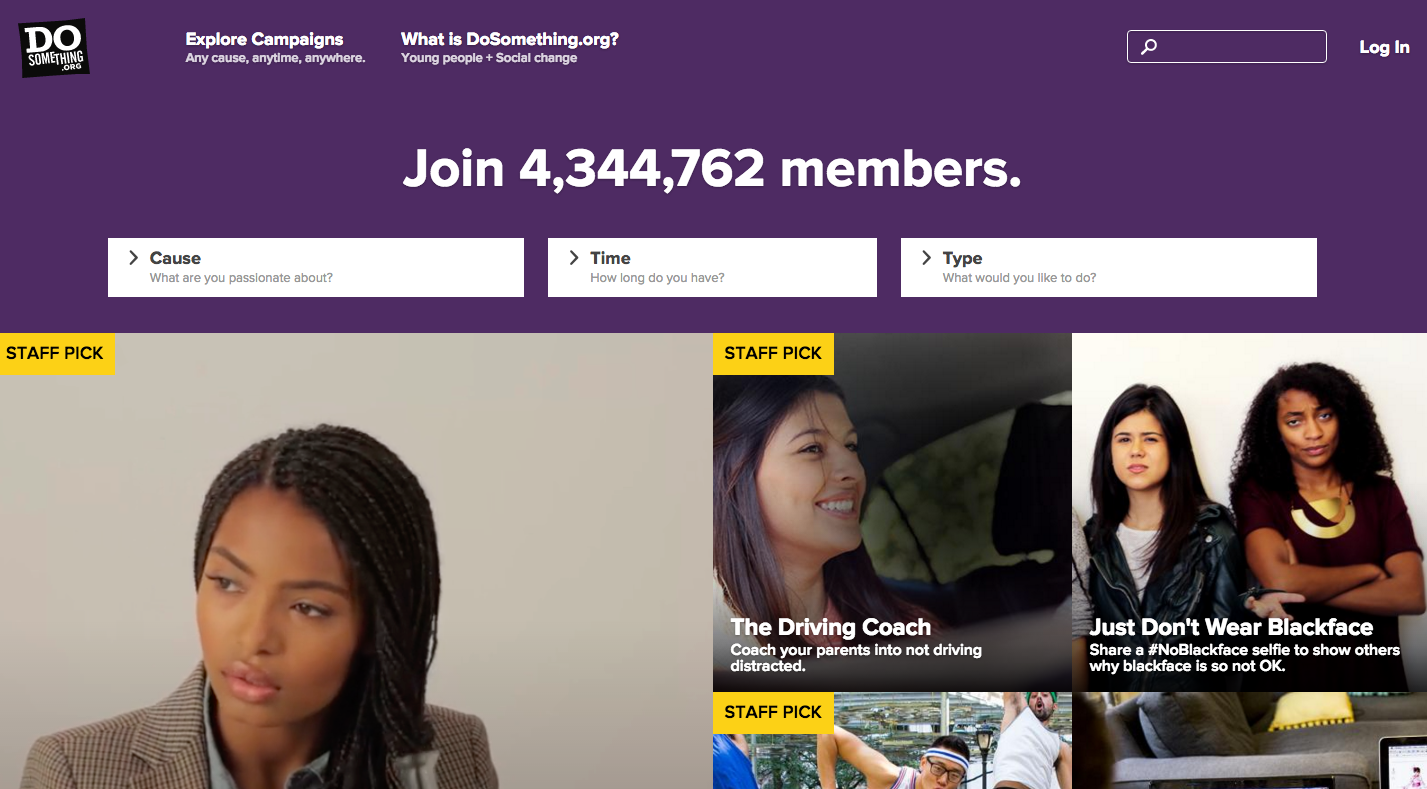 DO
SOMETHING
.ORG
Explore Campaigns
Any cause, anytime, anywhere.
What is DoSomething.org?
Young people + Social change
Log In
Join 4,344,762 members.
Cause
What are you passionate about?
Time
How long do you have?
Type
What would you like to do?
STAFF PICK
STAFF PICK
The Driving Coach
Coach your parents into not driving
distracted.
Just Don't Wear Blackface
Share a #NoBlackface selfie to show others
why blackface is so not OK.
STAFF PICK